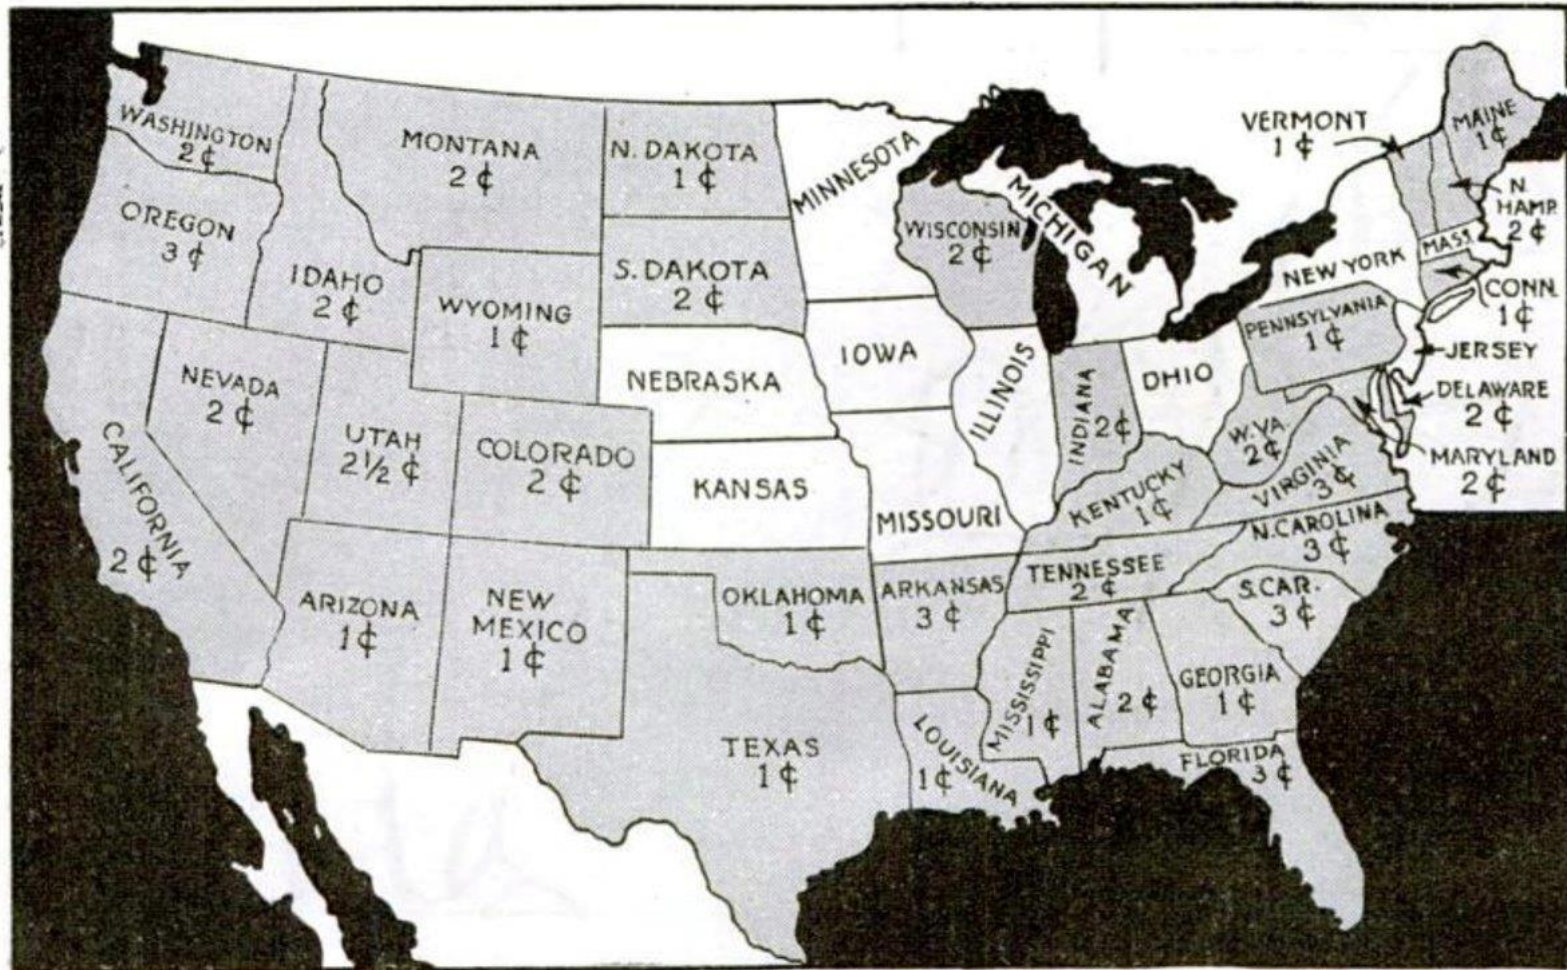 WASHINGTON
2¢
OREGON
3¢
CALIFORNIA
2¢
IDAHO
2¢
NEVADA
2¢
MONTANA
2¢
WYOMING
1¢
UTAH
2½¢
COLORADO
2¢
ARIZONA
1¢
NEW
MEXICO
1¢
N. DAKOTA
1¢
S. DAKOTA
2¢
NEBRASKA
KANSAS
OKLAHOMA
1¢
TEXAS
1¢
MINNESOTA
IOWA
MISSOURI
ARKANSAS
3¢
LOUISIANA
1¢
WISCONSIN
2¢
ILLINOIS
MICHIGAN
INDIANA
2¢
OHIO
KENTUCKY
1¢
TENNESSEE
2¢
MISSISSIPPI
1¢
ALABAMA
2¢
GEORGIA
1¢
FLORIDA
3¢
S. CAR.
3¢
N. CAROLINA
3¢
VIRGINIA
3¢
W. VA.
2¢
PENNSYLVANIA
1¢
NEW YORK
VERMONT
1¢
MAINE
1¢
N.
HAMP.
2¢
MASS.
CONN.
1¢
JERSEY
DELAWARE
2¢
MARYLAND
2¢